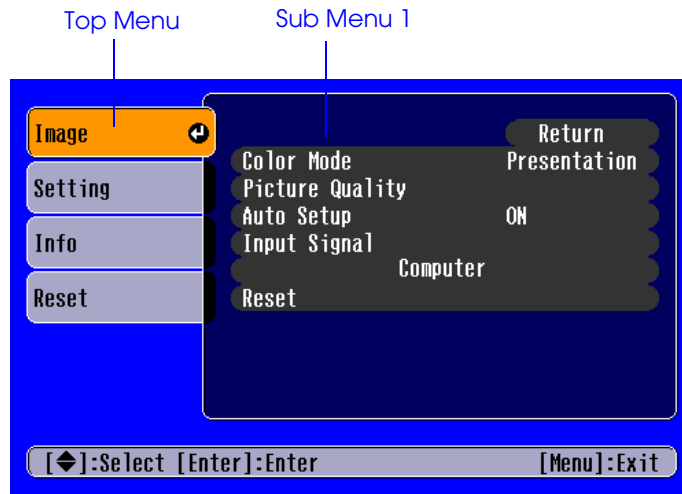 Top Menu Sub Menu 1
Image
Setting
Info
Reset
Return
Color Mode Presentation
Picture Quality
Auto Setup ON
Input Signal
Computer
Reset
[◆]:Select [Enter]:Enter [Menu]:Exit